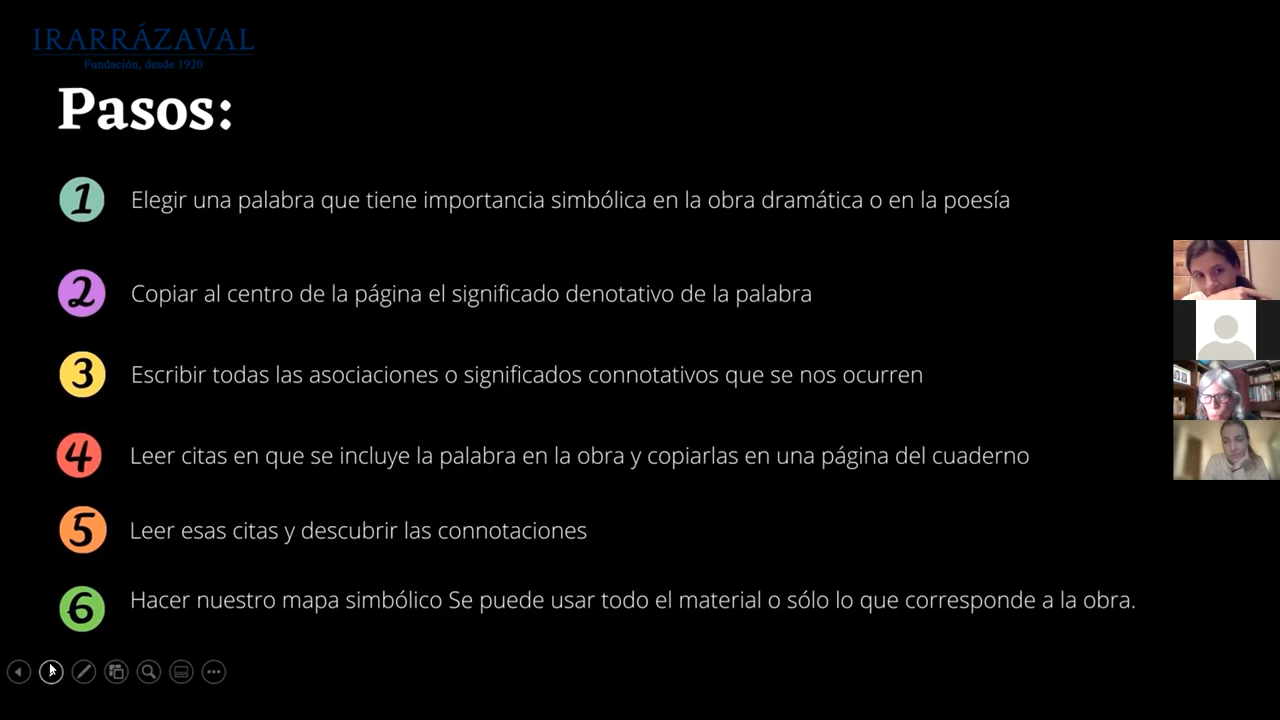 IRARRÁZAVAL
Fundación, desde 1920
Pasos:
1 Elegir una palabra que tiene importancia simbólica en la obra dramática o en la poesía
2 Copiar al centro de la página el significado denotativo de la palabra
3 Escribir todas las asociaciones o significados connotativos que se nos ocurren
4 Leer citas en que se incluye la palabra en la obra y copiarlas en una página del cuaderno
5 Leer esas citas y descubrir las connotaciones
6 Hacer nuestro mapa simbólico Se puede usar todo el material o sólo lo que corresponde a la obra.